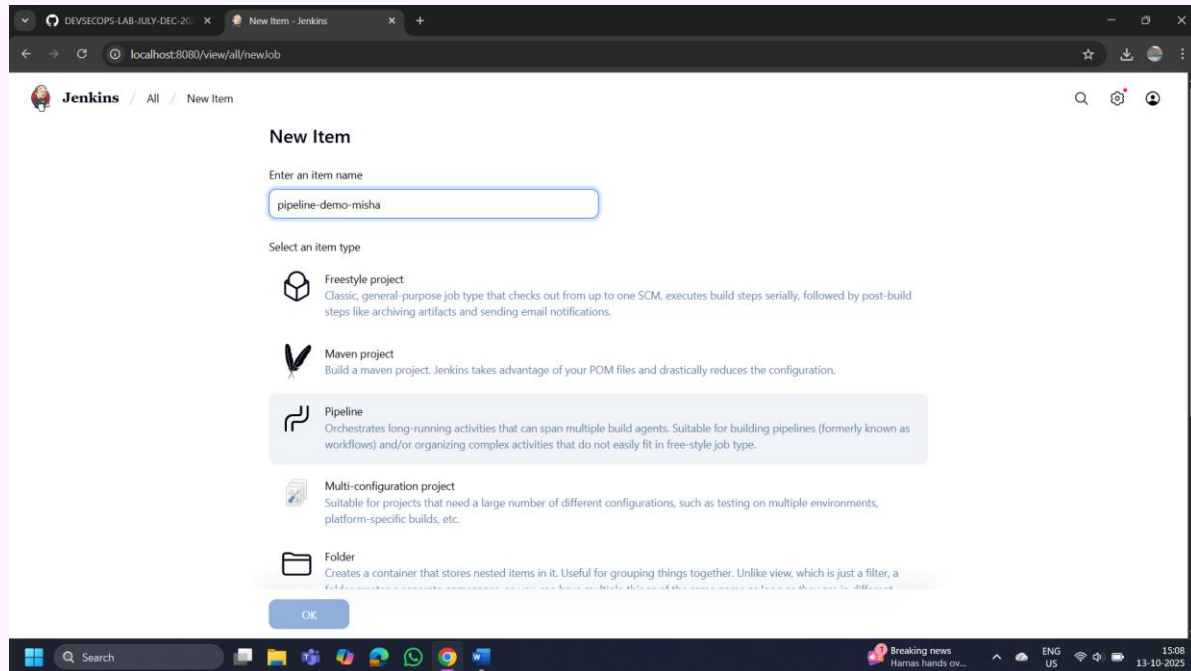 DEVSECOPS-LAB-JULY-DEC-202
New Item - Jenkins
localhost:8080/view/all/newJob
Jenkins / All / New Item
New Item
Enter an item name
pipeline-demo-misha
Select an item type
Freestyle project
Classic, general-purpose job type that checks out from up to one SCM, executes build steps serially, followed by post-build
steps like archiving artifacts and sending email notifications.
Maven project
Build a maven project. Jenkins takes advantage of your POM files and drastically reduces the configuration.
Pipeline
Orchestrates long-running activities that can span multiple build agents. Suitable for building pipelines (formerly known as
workflows) and/or organizing complex activities that do not easily fit in free-style job type.
Multi-configuration project
Suitable for projects that need a large number of different configurations, such as testing on multiple environments,
platform-specific builds, etc.
Folder
Creates a container that stores nested items in it. Useful for grouping things together. Unlike view, which is just a filter, a
OK
Search
Breaking news
Hamas hands ov...
ENG
US
15:08
13-10-2025